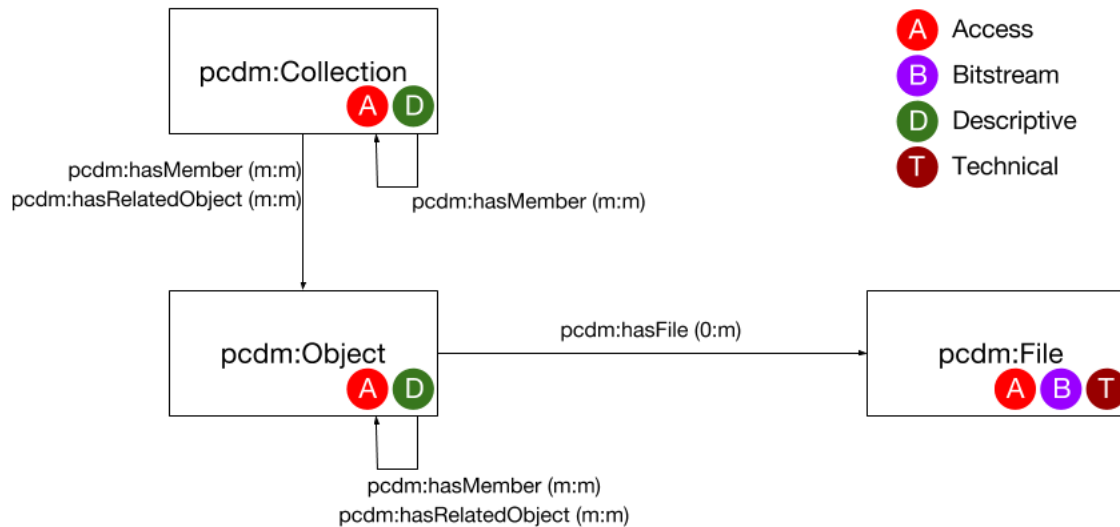 pcdm:Collection
A D
A Access
B Bitstream
D Descriptive
T Technical
pcdm:hasMember (m:m)
pcdm:hasRelatedObject (m:m)
pcdm:hasMember (m:m)
pcdm:Object
A D
pcdm:hasFile (0:m)
pcdm:File
A B T
pcdm:hasMember (m:m)
pcdm:hasRelatedObject (m:m)